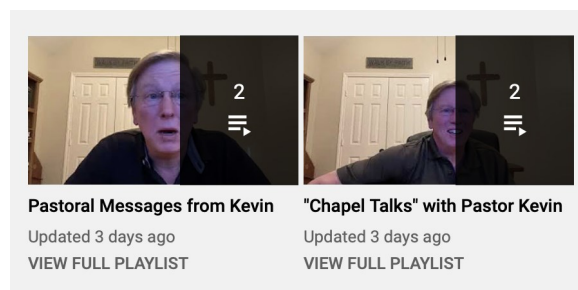 2
2
Pastoral Messages from Kevin
"Chapel Talks" with Pastor Kevin
Updated 3 days ago
Updated 3 days ago
VIEW FULL PLAYLIST
VIEW FULL PLAYLIST